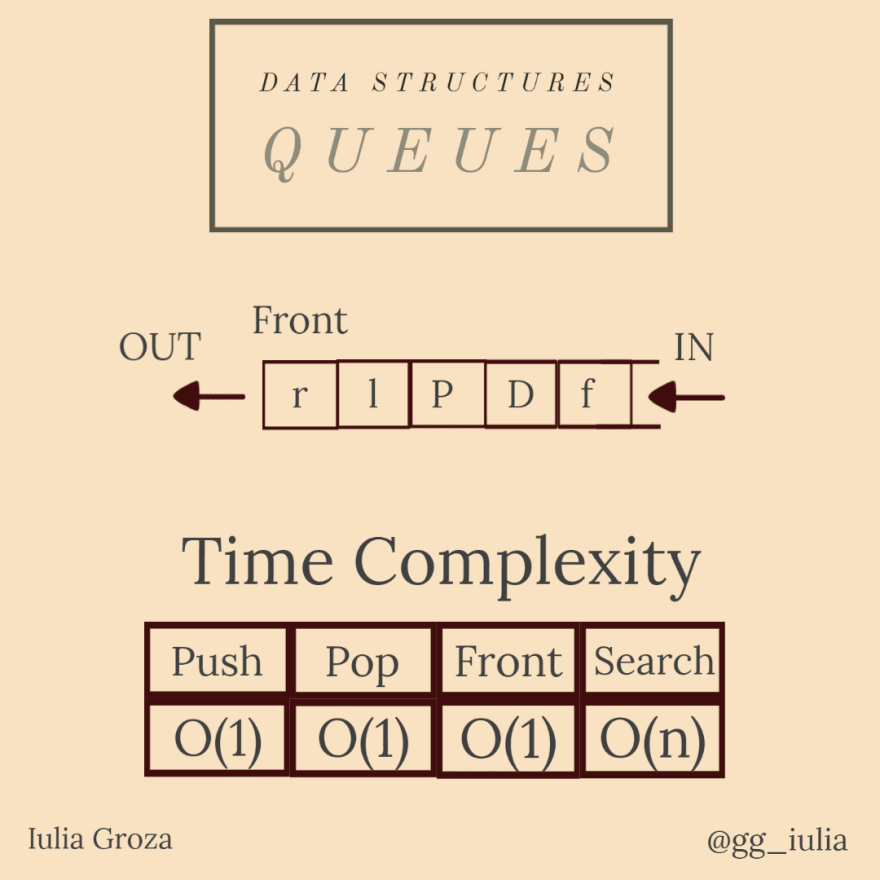 DATA STRUCTURES
QUEUES
Front
OUT
IN
r l P D f
Time Complexity
Push Pop Front Search
O(1) O(1) O(1) O(n)
Iulia Groza
@gg_iulia